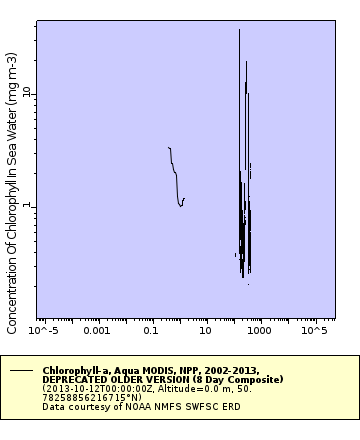 Concentration Of Chlorophyll In Sea Water (mg m-3)
10
1
10^-5
0.001
0.1
10
1000
10^5
Chlorophyll-a, Aqua MODIS, NPP, 2002-2013,
DEPRECATED OLDER VERSION (8 Day Composite)
(2013-10-12T00:00:00Z, Altitude=0.0 m, 50.
78258856216715°N)
Data courtesy of NOAA NMFS SWFSC ERD